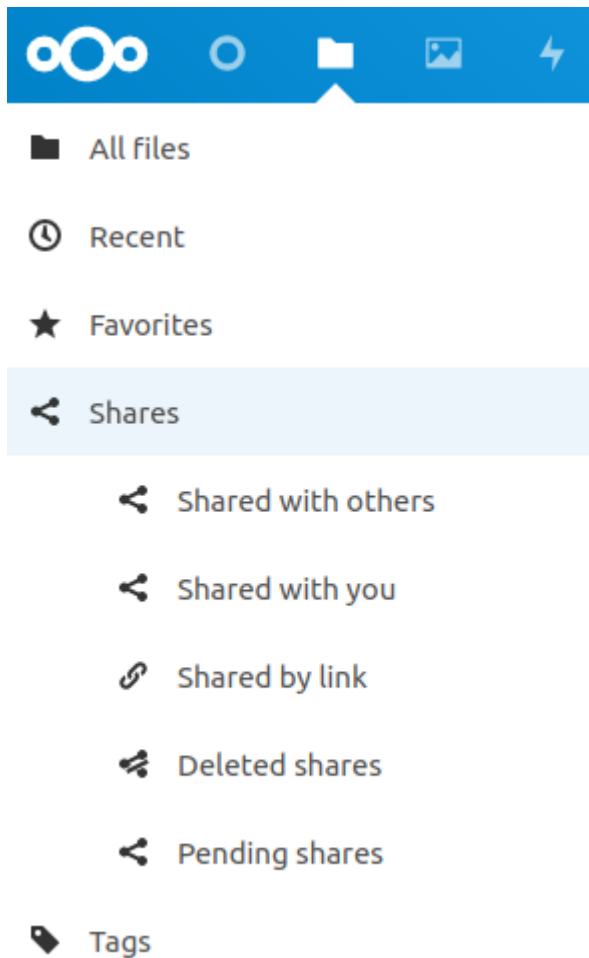 All files
Recent
Favorites
Shares
Shared with others
Shared with you
Shared by link
Deleted shares
Pending shares
Tags